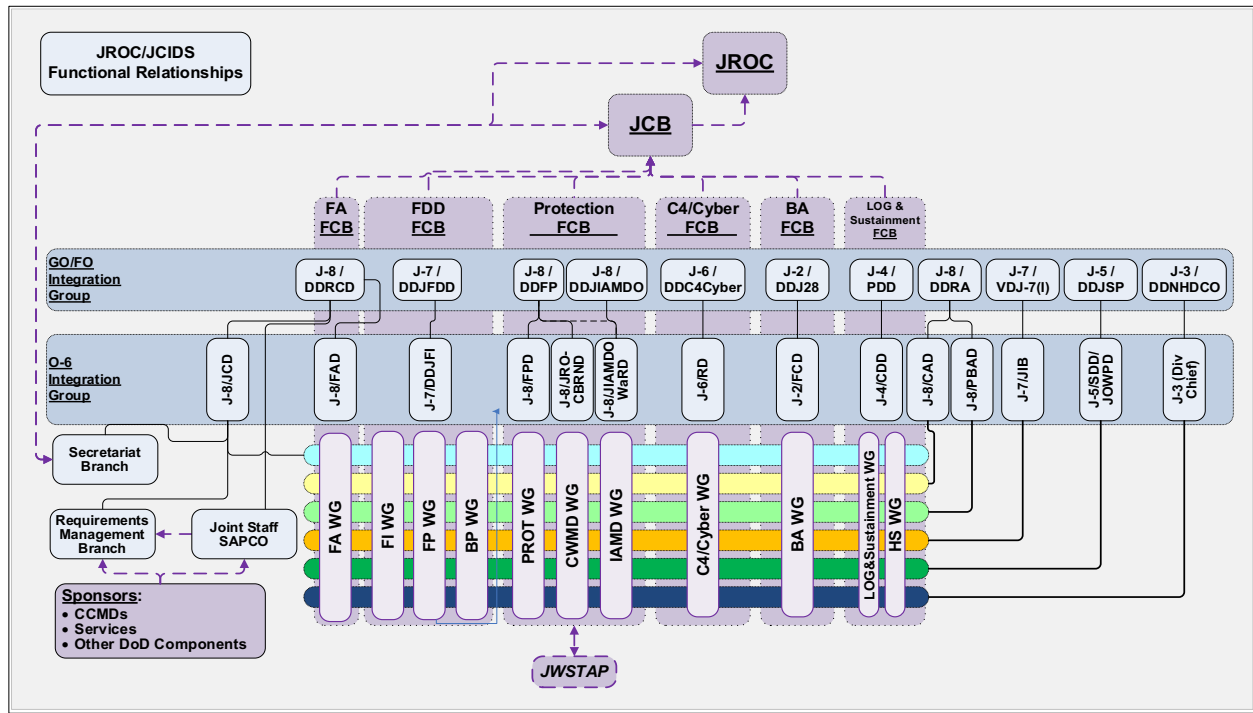 JROC/JCIDS
Functional Relationships
JROC
JCB
FA
FCB
FDD
FCB
Protection
FCB
C4/Cyber
FCB
BA
FCB
LOG &
Sustainment
FCB
GO/FO
Integration
Group
J-8 /
DDRCD
J-7 /
DDJFDD
J-8 /
DDFP
J-8 /
DDJIAMDO
J-6 /
DDC4Cyber
J-2 /
DDJ28
J-4 /
PDD
J-8 /
DDRA
J-7 /
VDJ-7(I)
J-5 /
DDJSP
J-3 /
DDNHDCO
O-6
Integration
Group
J-8/JCD
J-8/FAD
J-7/DDJFI
J-8/FPD
J-8/JRO-
CBRND
J-8/JIAMDO
WaRD
J-6/RD
J-2/FCD
J-4/CDD
J-8/CAD
J-8/PBAD
J-7/JIB
J-5/SDD/
JOWPD
J-3 (Div
Chief)
Secretariat
Branch
Requirements
Management
Branch
Joint Staff
SAPCO
Sponsors:
• CCMDs
• Services
• Other DoD Components
FA WG
FI WG
FP WG
BP WG
PROT WG
CWMD WG
IAMD WG
C4/Cyber WG
BA WG
LOG&Sustainment WG
HS WG
JWSTAP